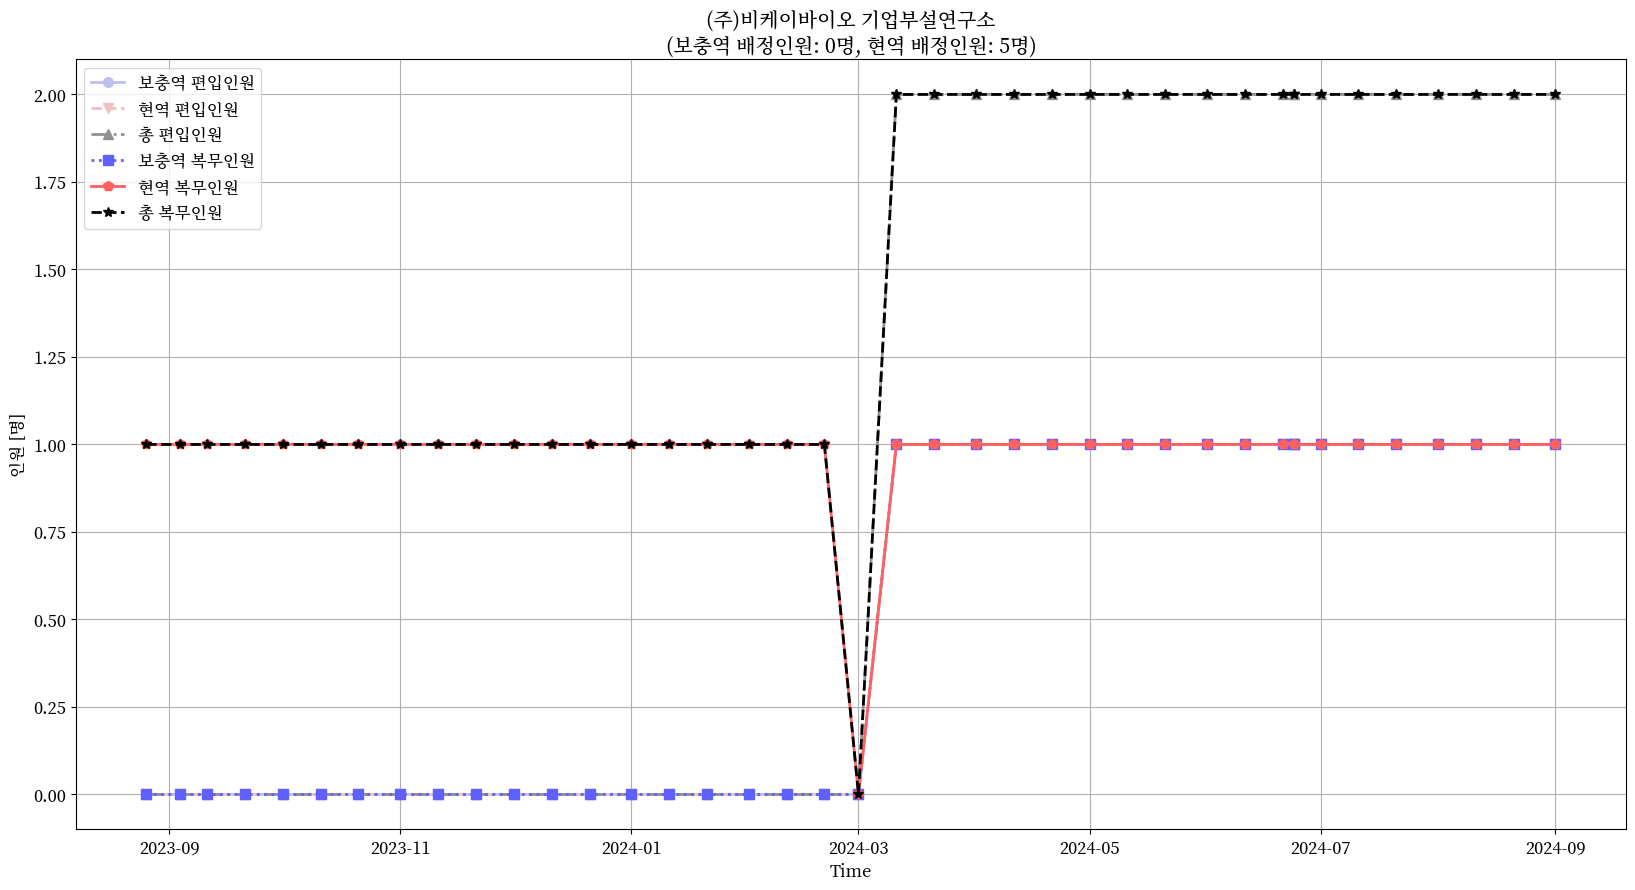 (주)비케이바이오 기업부설연구소
(보충역 배정인원: 0명, 현역 배정인원: 5명)
보충역 편입인원
현역 편입인원
총 편입인원
보충역 복무인원
현역 복무인원
총 복무인원
인원 [명]
2.00
1.75
1.50
1.25
1.00
0.75
0.50
0.25
0.00
2023-09
2023-11
2024-01
2024-03
2024-05
2024-07
2024-09
Time